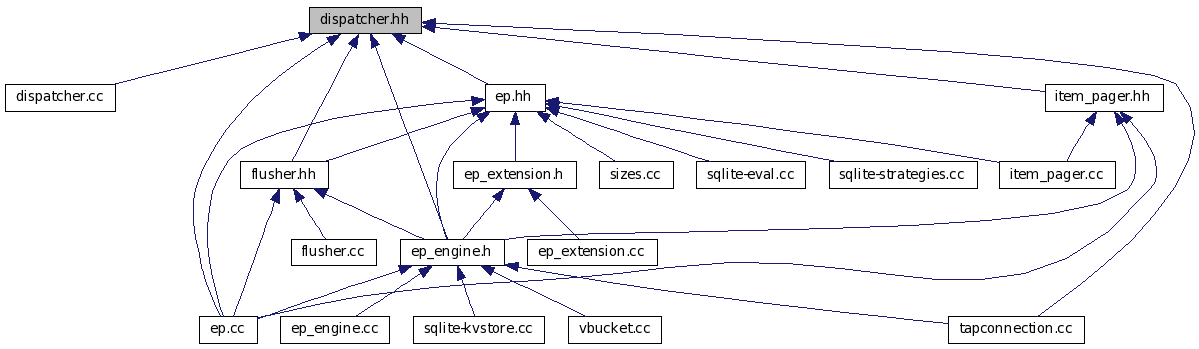 dispatcher.hh
dispatcher.cc
ep.hh
item_pager.hh
flusher.hh
ep_extension.h
sizes.cc
sqlite-eval.cc
sqlite-strategies.cc
item_pager.cc
flusher.cc
ep_engine.h
ep_extension.cc
ep.cc
ep_engine.cc
sqlite-kvstore.cc
vbucket.cc
tapconnection.cc